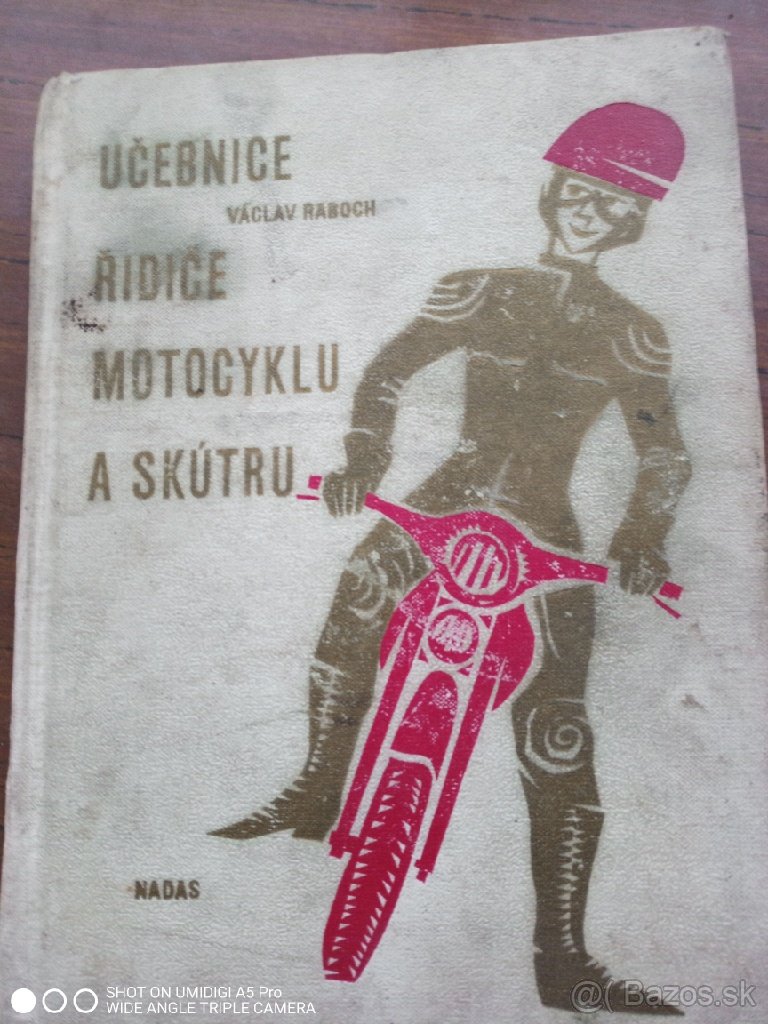 UČEBNICE
VÁCLAV RABOCH
ŘIDIČE
MOTOCYKLU
A SKÚTRU
NADAS
SHOT ON UMIDIGI A5 Pro
WIDE ANGLE TRIPLE CAMERA
@( Bazos.sk